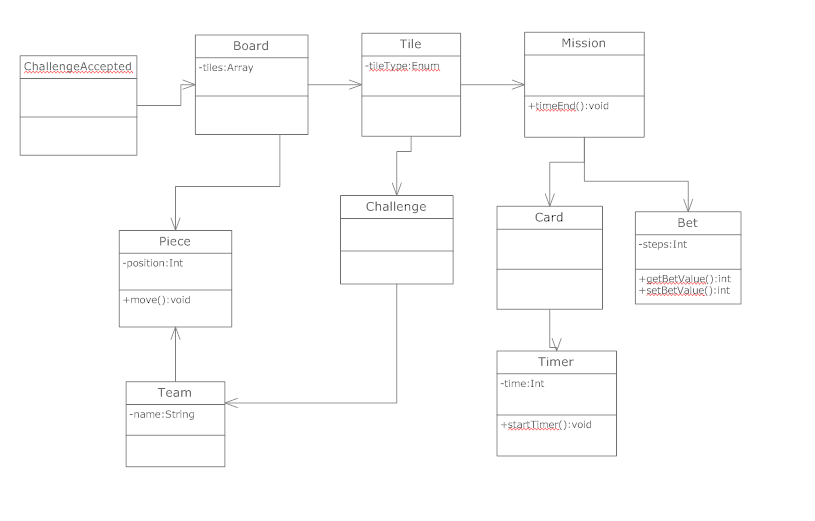 ChallengeAccepted
Board
-tiles:Array
Tile
-tileType:Enum
Mission
+timeEnd():void
Piece
-position:Int
+move():void
Challenge
Card
Bet
-steps:Int
+getBetValue():int
+setBetValue():int
Team
-name:String
Timer
-time:Int
+startTimer():void